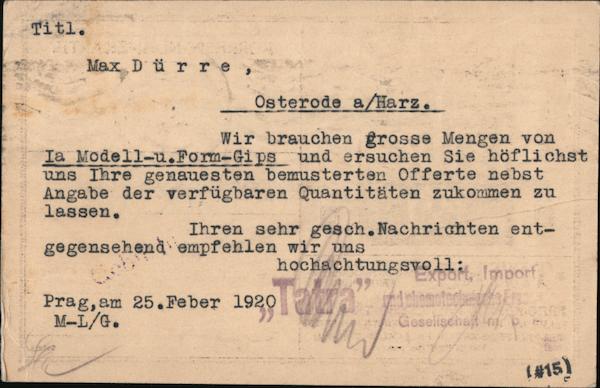 Titl.
Max Dürre,
Osterode a/Harz.
Wir brauchen grosse Mengen von
Ia Modell-u.Form-Gips und ersuchen Sie höflichst
uns Ihre genauesten bemusterten Offerte nebst
Angabe der verfügbaren Quantitäten zukommen zu
lassen.
Ihren sehr gesch.Nachrichten ent-
gegensehend empfehlen wir uns
hochachtungsvoll:
Export, Import
Prag,am 25.Feber 1920
„Tatra"
M-L/G.
Gesellschaft m. b.
(#15)